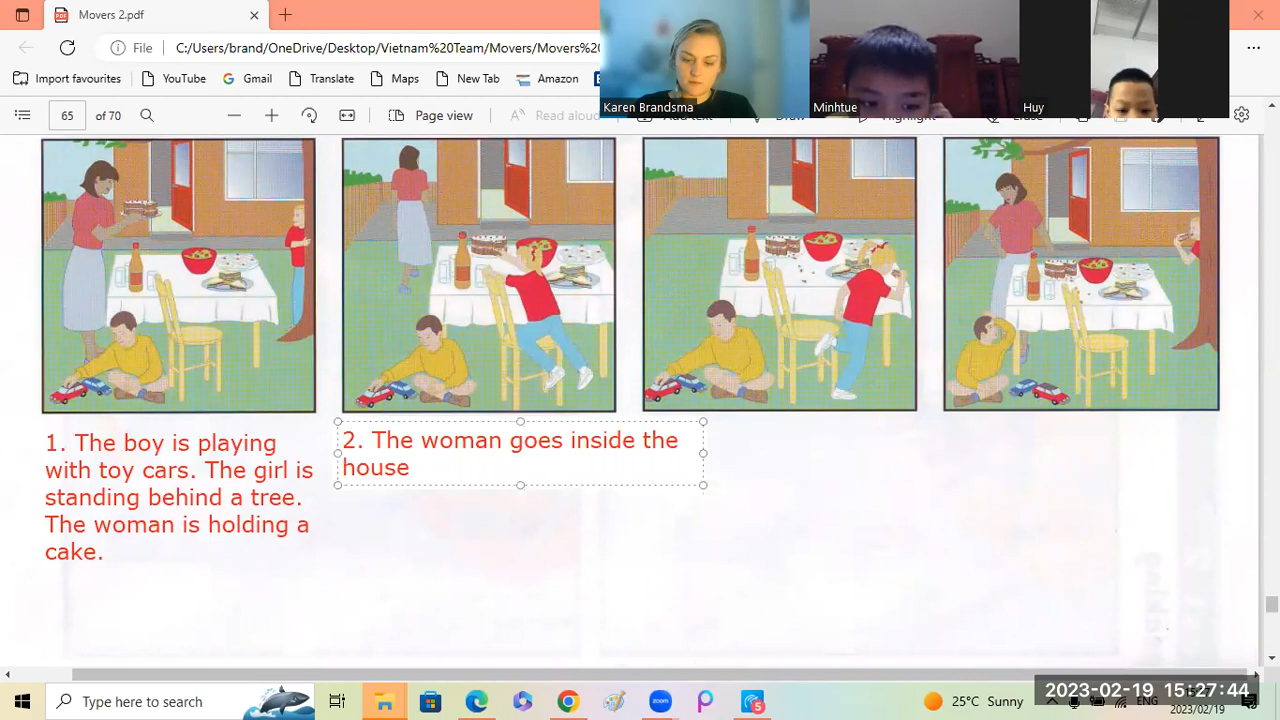 Movers 2.pdf
File
C:/Users/brand/OneDrive/Desktop/Vietnam%20Team/Movers/Movers%20
Import favourites
YouTube
Gmail
Translate
Maps
New Tab
Amazon
Karen Brandsma
Minhtue
Huy
65 of 70
Page view
Read aloud
Add text
Draw
Highlight
Erase
1. The boy is playing
with toy cars. The girl is
standing behind a tree.
The woman is holding a
cake.
2. The woman goes inside the
house
Type here to search
zoom
5
25°C Sunny
2023-02-19 15:27:44
2023/02/19